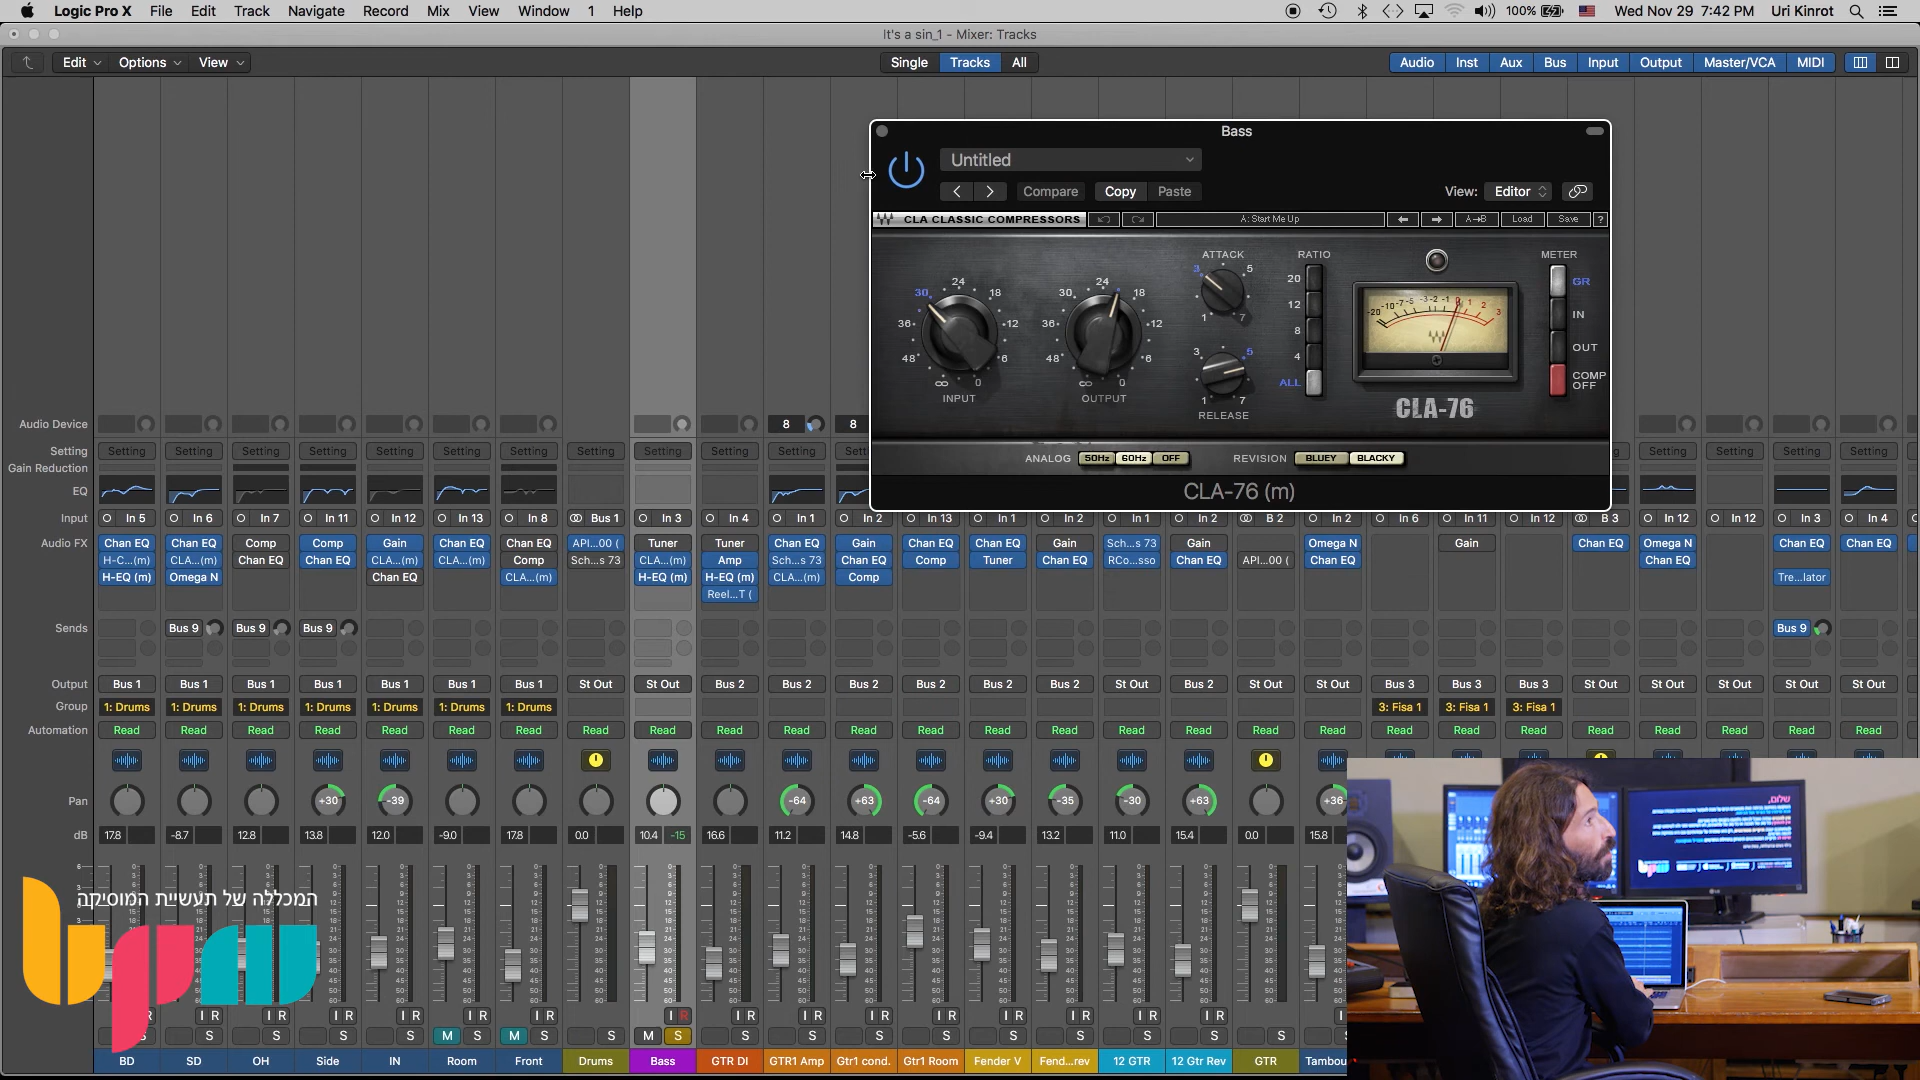 Logic Pro X File Edit Track Navigate Record Mix View Window 1 Help 100% Wed Nov 29 7:42 PM Uri Kinrot
It's a sin_1 - Mixer: Tracks
Edit Options View Single Tracks All Audio Inst Aux Bus Input Output Master/VCA MIDI
Bass
Untitled
Compare Copy Paste View: Editor
CLA CLASSIC COMPRESSORS A: Start Me Up A→B Load Save ?
ATTACK RATIO METER
INPUT OUTPUT RELEASE
20 12 8 4 ALL
GR IN OUT COMP OFF
CLA-76
ANALOG 50Hz 60Hz OFF REVISION BLUEY BLACKY
CLA-76 (m)
Audio Device 8 8
Setting Setting Setting Setting Setting Setting Setting Setting Setting Setting Setting Setting
Gain Reduction
EQ
Input In 5 In 6 In 7 In 11 In 12 In 13 In 8 Bus 1 In 3 In 4 In 1 In 2 In 13 In 1 In 2 In 1 In 2 B 2 In 12 In 6 In 11 In 12 B 3 In 12 In 12 In 3 In 4
Audio FX Chan EQ Chan EQ Comp Comp Gain Chan EQ Chan EQ API...00 ( Tuner Tuner Chan EQ Gain Chan EQ Chan EQ Gain Sch...s 73 Gain Omega N Gain Chan EQ Omega N Chan EQ Chan EQ
H-C...(m) CLA...(m) Chan EQ Chan EQ CLA...(m) CLA...(m) Comp Sch...s 73 CLA...(m) Amp Sch...s 73 Chan EQ Comp Tuner Chan EQ RCo...sso Chan EQ API...00 ( Chan EQ Chan EQ
H-EQ (m) Omega N Chan EQ CLA...(m) H-EQ (m) H-EQ (m) CLA...(m) Comp Tre...lator
Reel...T (
Sends Bus 9 Bus 9 Bus 9 Bus 9
Output Bus 1 Bus 1 Bus 1 Bus 1 Bus 1 Bus 1 Bus 1 St Out St Out Bus 2 Bus 2 Bus 2 Bus 2 Bus 2 Bus 2 St Out Bus 2 St Out St Out Bus 3 Bus 3 Bus 3 St Out St Out St Out St Out St Out
Group 1: Drums 1: Drums 1: Drums 1: Drums 1: Drums 1: Drums 1: Drums 3: Fisa 1 3: Fisa 1 3: Fisa 1
Automation Read Read Read Read Read Read Read Read Read Read Read Read Read Read Read Read Read Read Read Read Read Read Read Read Read Read Read
Pan +30 -39 -64 +63 -64 +30 -35 -30 +63 +36
dB 17.8 -8.7 12.8 13.8 12.0 -9.0 17.8 0.0 10.4 -15 16.6 11.2 14.8 -5.6 -9.4 13.2 11.0 15.4 0.0 15.8
המכללה של תעשיית המוסיקה
שלום,
BD SD OH Side IN Room Front Drums Bass GTR DI GTR1 Amp Gtr1 cond. Gtr1 Room Fender V Fend...rev 12 GTR 12 Gtr Rev GTR Tambou